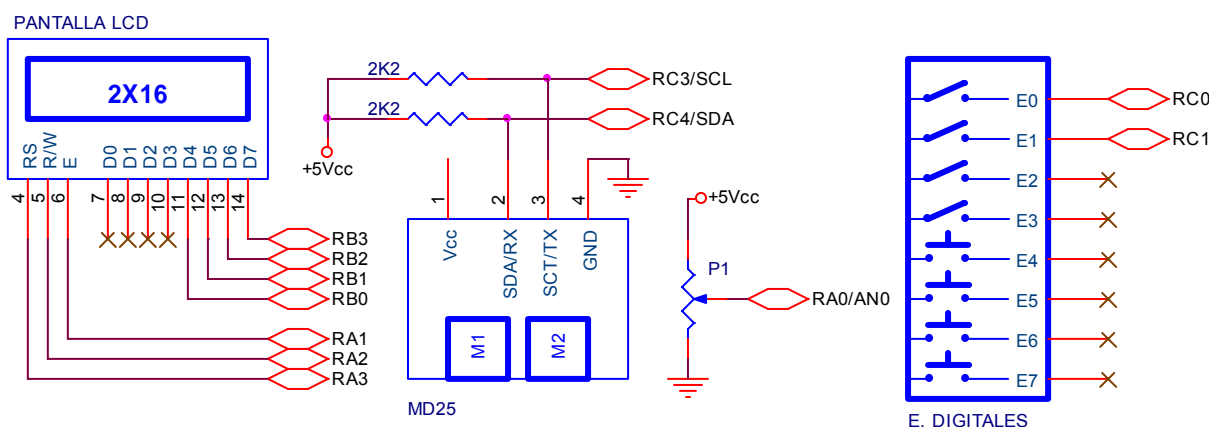 PANTALLA LCD
2X16
RS
R/W
E
D0
D1
D2
D3
D4
D5
D6
D7
4
5
6
7
8
9
10
11
12
13
14
RB3
RB2
RB1
RB0
RA1
RA2
RA3
2K2
2K2
+5Vcc
RC3/SCL
RC4/SDA
1
2
3
4
Vcc
SDA/RX
SCT/TX
GND
M1
M2
MD25
+5Vcc
P1
RA0/AN0
E0
E1
E2
E3
E4
E5
E6
E7
RC0
RC1
E. DIGITALES